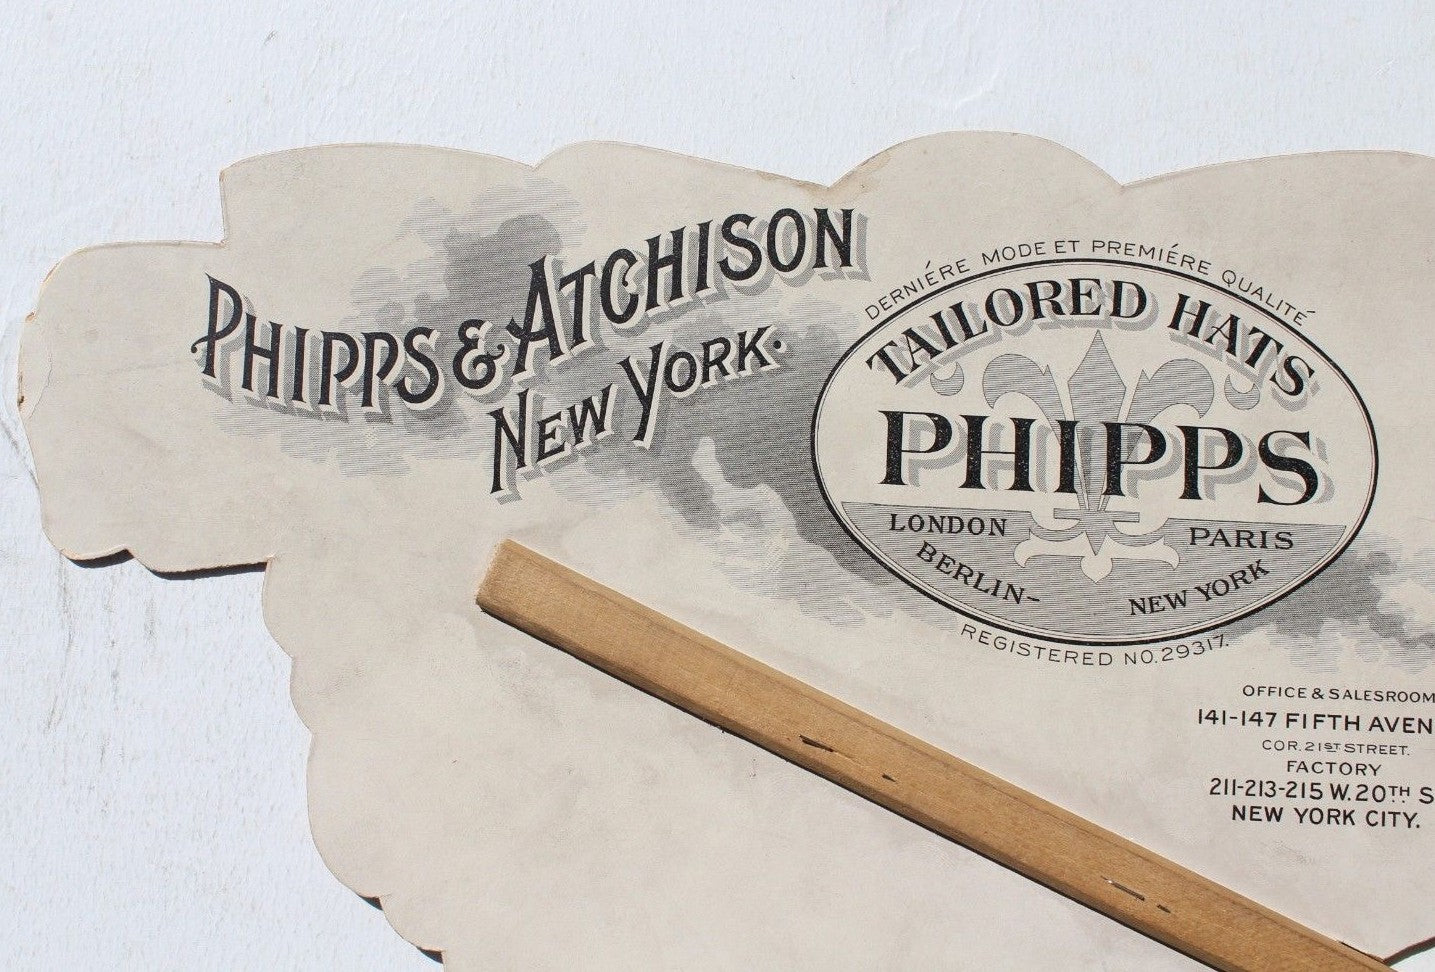 PHIPPS & ATCHISON
NEW YORK.
DERNIÉRE MODE ET PREMIÉRE QUALITÉ
TAILORED HATS
PHIPPS
LONDON PARIS
BERLIN- NEW YORK
REGISTERED NO. 29317.
OFFICE & SALESROOM
141-147 FIFTH AVEN
COR. 21ST STREET.
FACTORY
211-213-215 W. 20TH S
NEW YORK CITY.